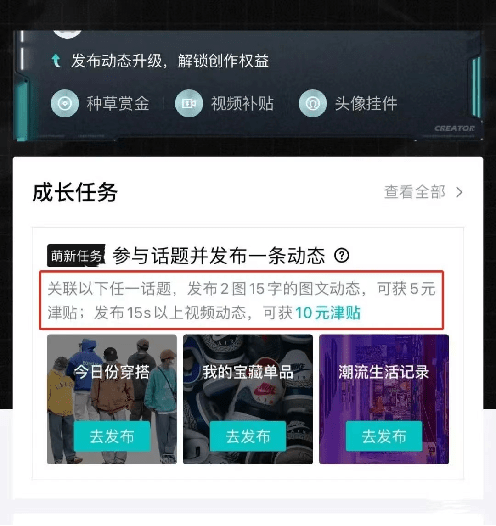 发布动态升级，解锁创作权益
种草赏金 视频补贴 头像挂件
CREATOR
成长任务 查看全部 >
萌新任务 参与话题并发布一条动态 ?
关联以下任一话题，发布2图15字的图文动态，可获5元
津贴；发布15s以上视频动态，可获10元津贴
今日份穿搭 我的宝藏单品 潮流生活记录
去发布 去发布 去发布